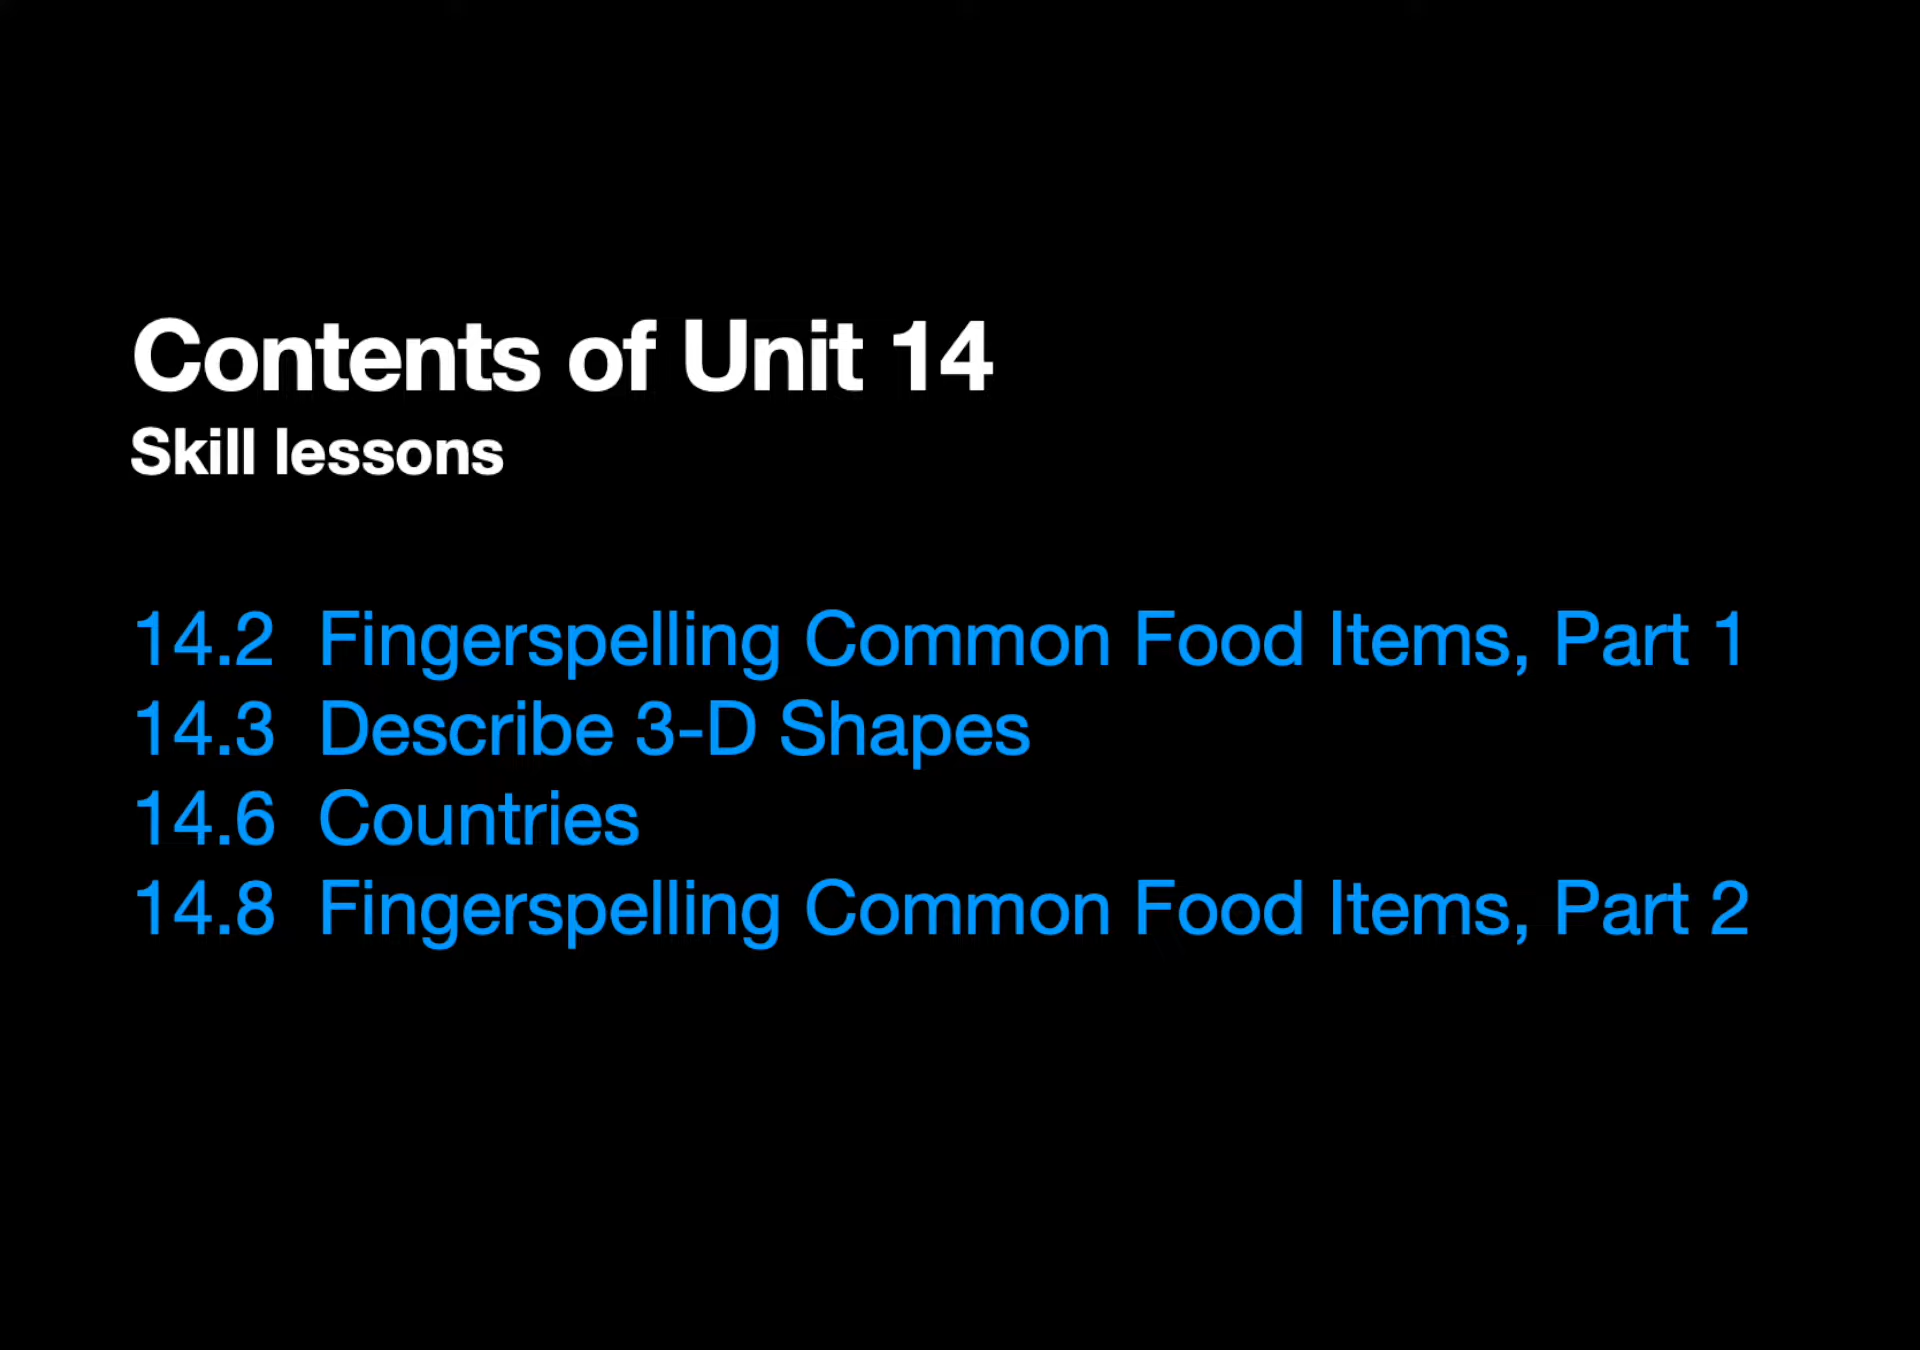 Contents of Unit 14
Skill lessons
14.2 Fingerspelling Common Food Items, Part 1
14.3 Describe 3-D Shapes
14.6 Countries
14.8 Fingerspelling Common Food Items, Part 2